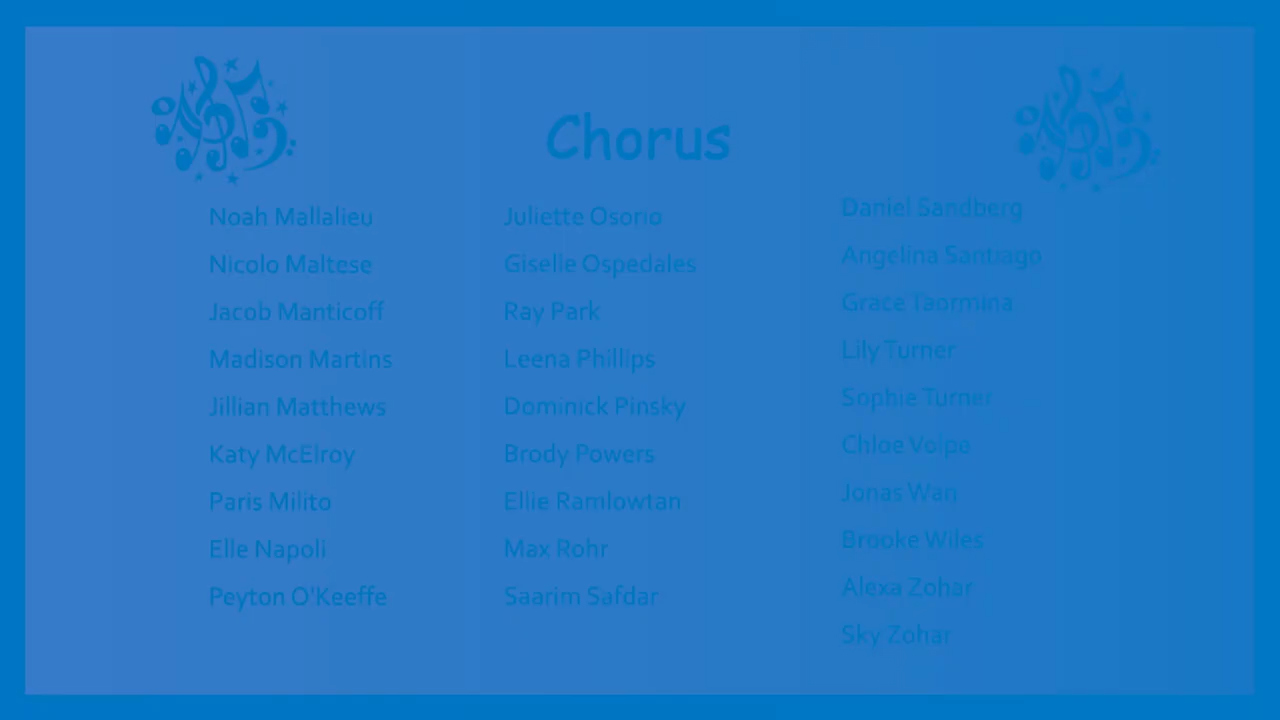 Chorus
Noah Mallalieu
Nicolo Maltese
Jacob Manticoff
Madison Martins
Jillian Matthews
Katy McElroy
Paris Milito
Elle Napoli
Peyton O'Keeffe
Juliette Osorio
Giselle Ospedales
Ray Park
Leena Phillips
Dominick Pinsky
Brody Powers
Ellie Ramlowtan
Max Rohr
Saarim Safdar
Daniel Sandberg
Angelina Santiago
Grace Taormina
Lily Turner
Sophie Turner
Chloe Volpe
Jonas Wan
Brooke Wiles
Alexa Zohar
Sky Zohar